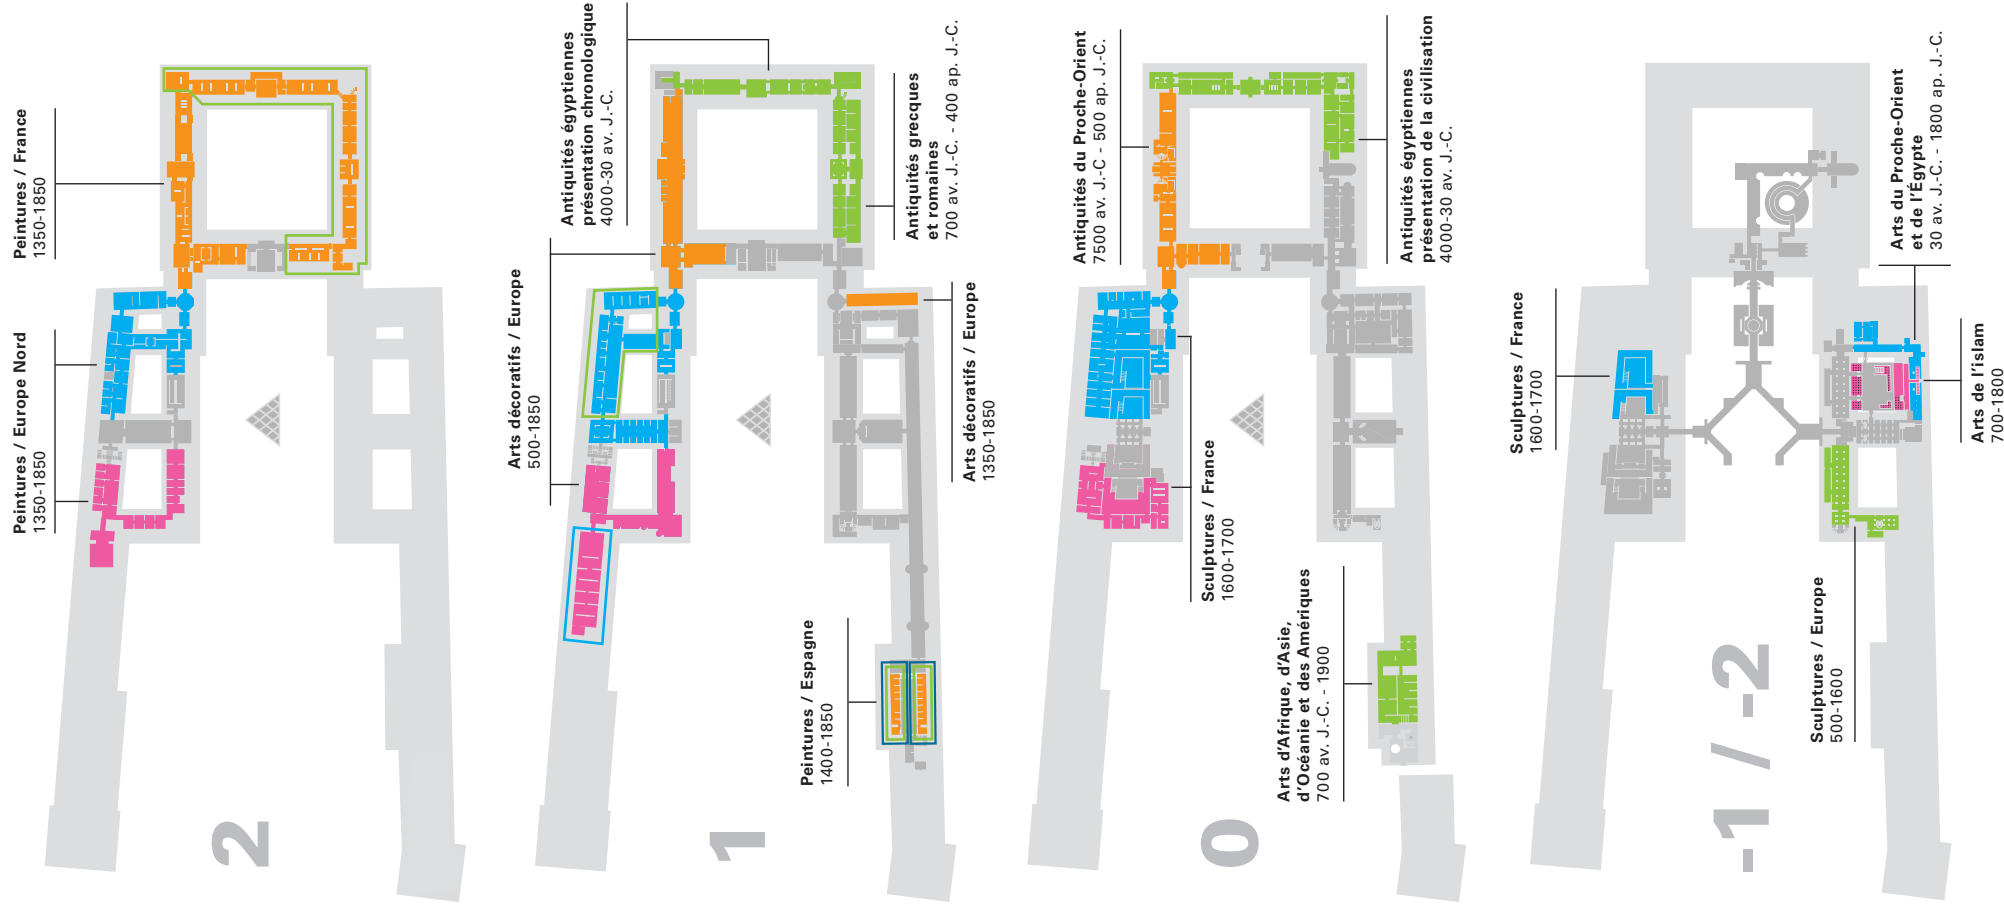 Peintures / France
1350-1850
Peintures / Europe Nord
1350-1850
2
Antiquités égyptiennes
présentation chronologique
4000-30 av. J.-C.
Antiquités grecques
et romaines
700 av. J.-C. - 400 ap. J.-C.
Arts décoratifs / Europe
500-1850
Arts décoratifs / Europe
1350-1850
Peintures / Espagne
1400-1850
1
Antiquités du Proche-Orient
7500 av. J.-C - 500 ap. J.-C.
Antiquités égyptiennes
présentation de la civilisation
4000-30 av. J.-C.
Sculptures / France
1600-1700
Arts d'Afrique, d'Asie,
d'Océanie et des Amériques
700 av. J.-C. - 1900
0
Arts du Proche-Orient
et de l'Égypte
30 av. J.-C. - 1800 ap. J.-C.
Sculptures / France
1600-1700
Arts de l'islam
700-1800
Sculptures / Europe
500-1600
-1 / -2